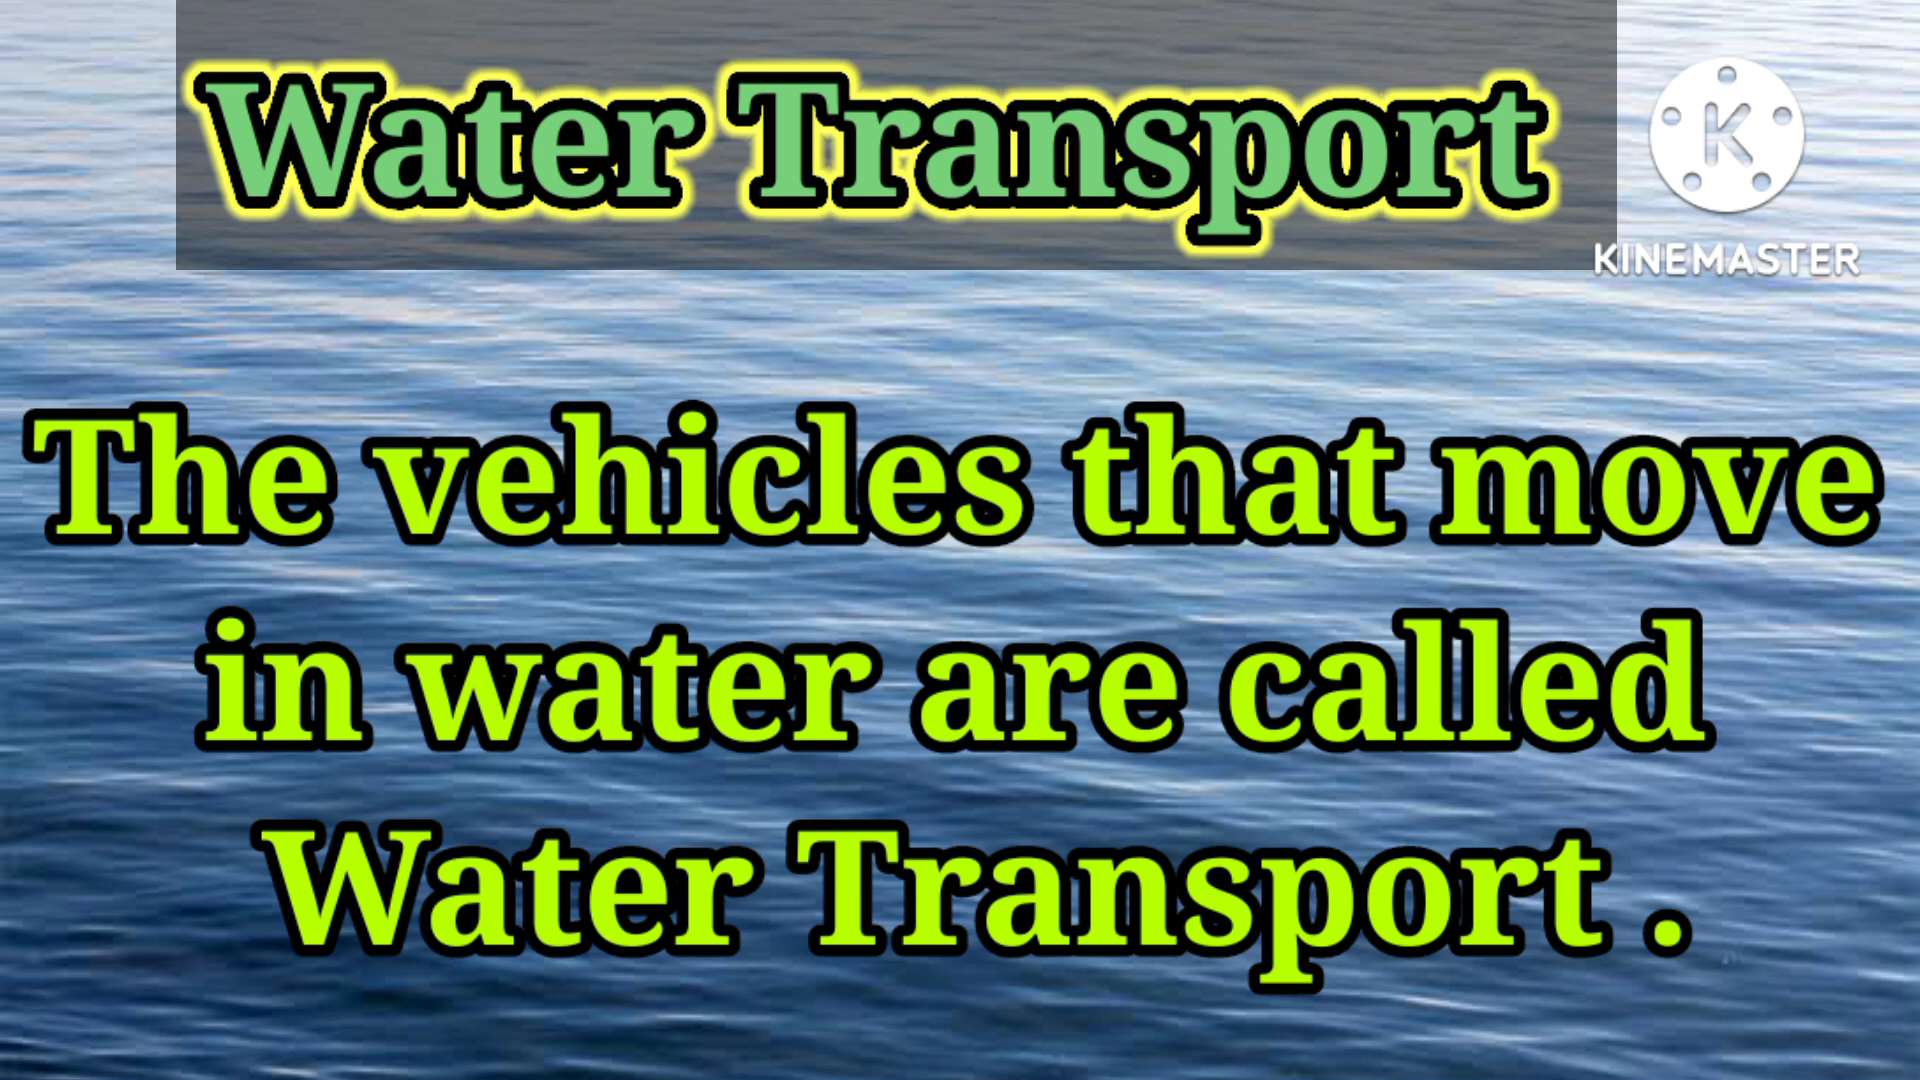 Water Transport
K
KINEMASTER
The vehicles that move
in water are called
Water Transport .